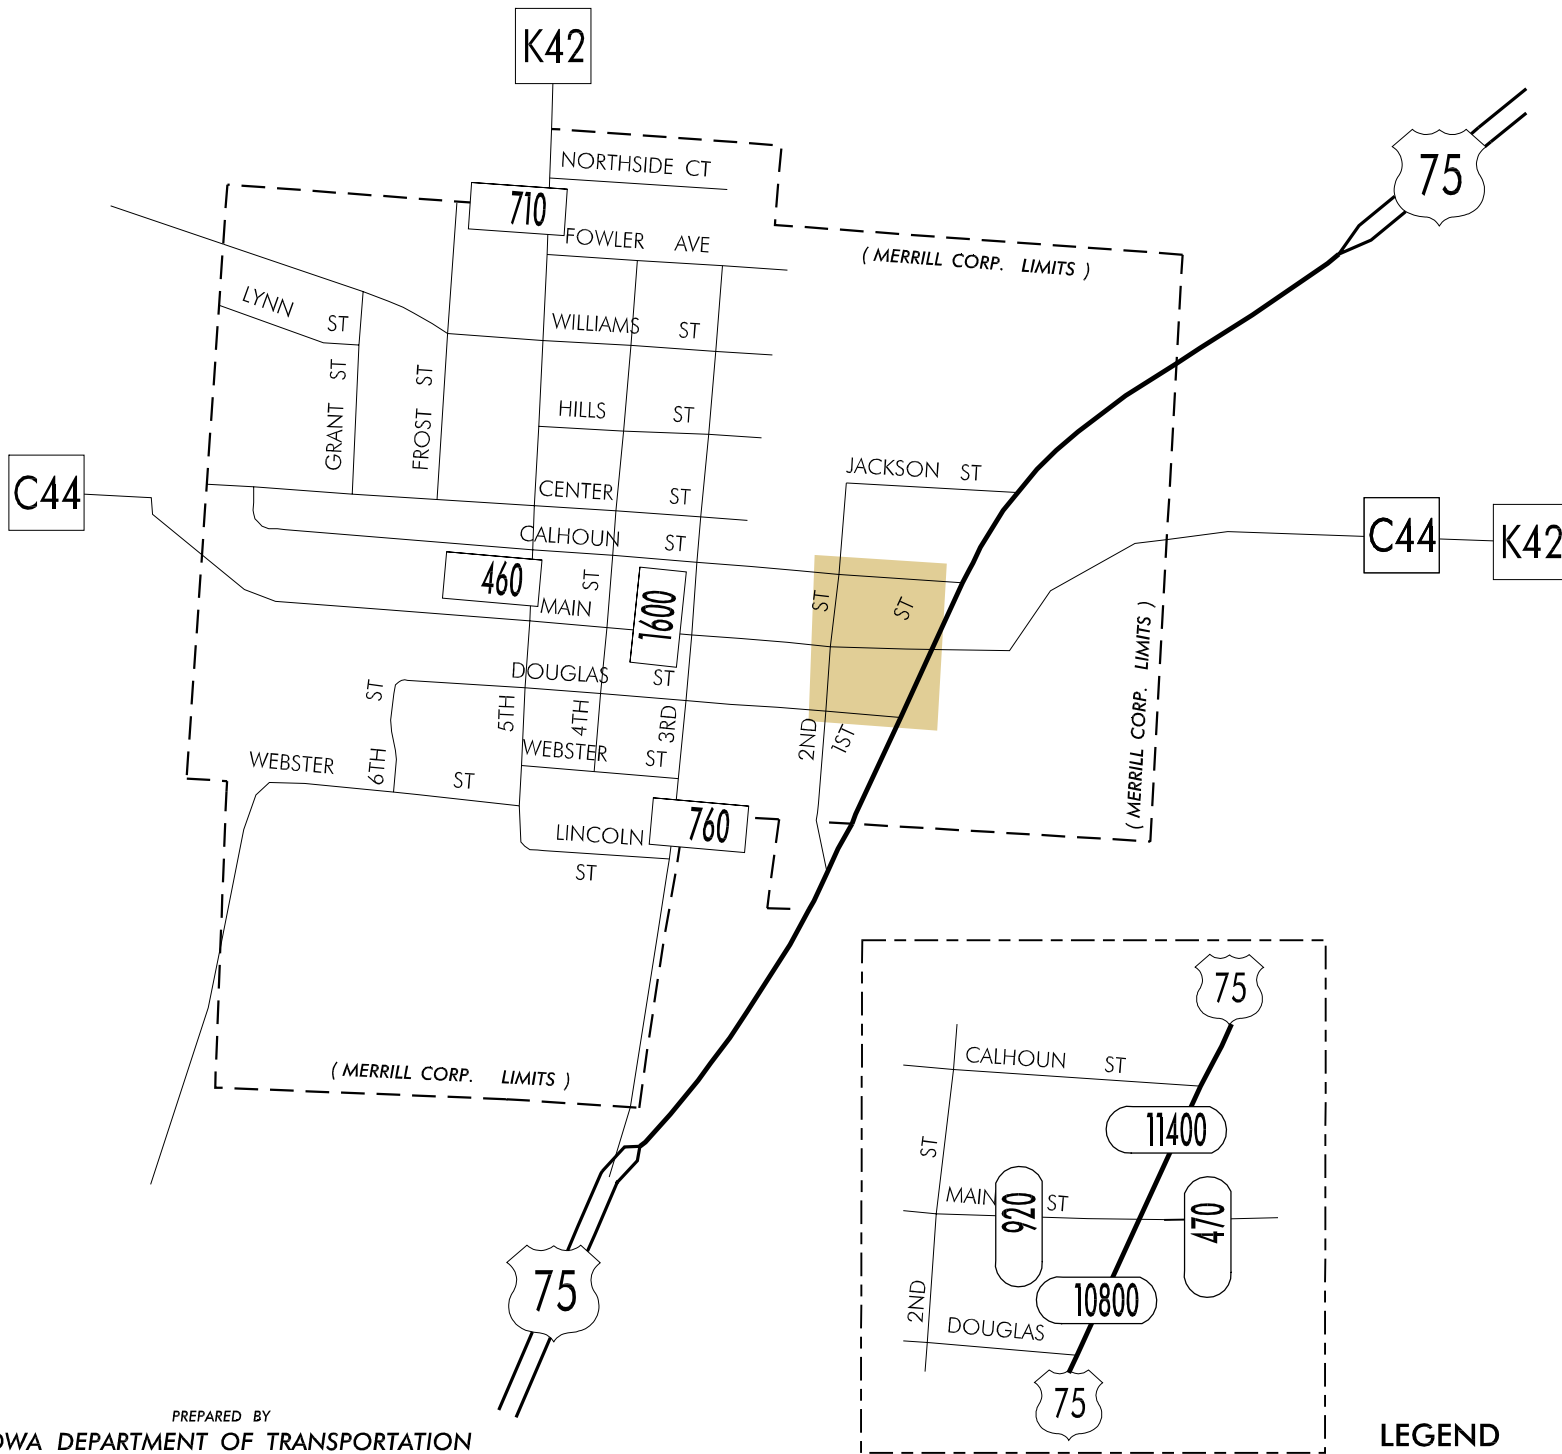 K42
75
NORTHSIDE CT
710
FOWLER AVE
( MERRILL CORP. LIMITS )
LYNN ST
WILLIAMS ST
GRANT ST
FROST ST
HILLS ST
JACKSON ST
C44
CENTER ST
C44
K42
CALHOUN ST
460
ST
1600
ST
ST
MAIN
( MERRILL CORP. LIMITS )
DOUGLAS ST
6TH ST
5TH
4TH
3RD
2ND
1ST
WEBSTER ST
WEBSTER ST
760
LINCOLN ST
( MERRILL CORP. LIMITS )
75
75
CALHOUN ST
11400
2ND ST
MAIN ST
920
470
10800
DOUGLAS
75
PREPARED BY
DEPARTMENT OF TRANSPORTATION
LEGEND